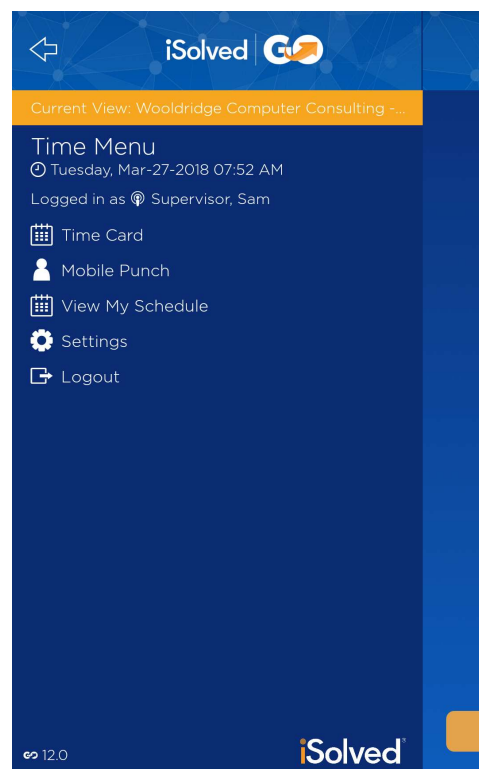 iSolved GO
Current View: Wooldridge Computer Consulting -...
Time Menu
Tuesday, Mar-27-2018 07:52 AM
Logged in as Supervisor, Sam
Time Card
Mobile Punch
View My Schedule
Settings
Logout
12.0
iSolved